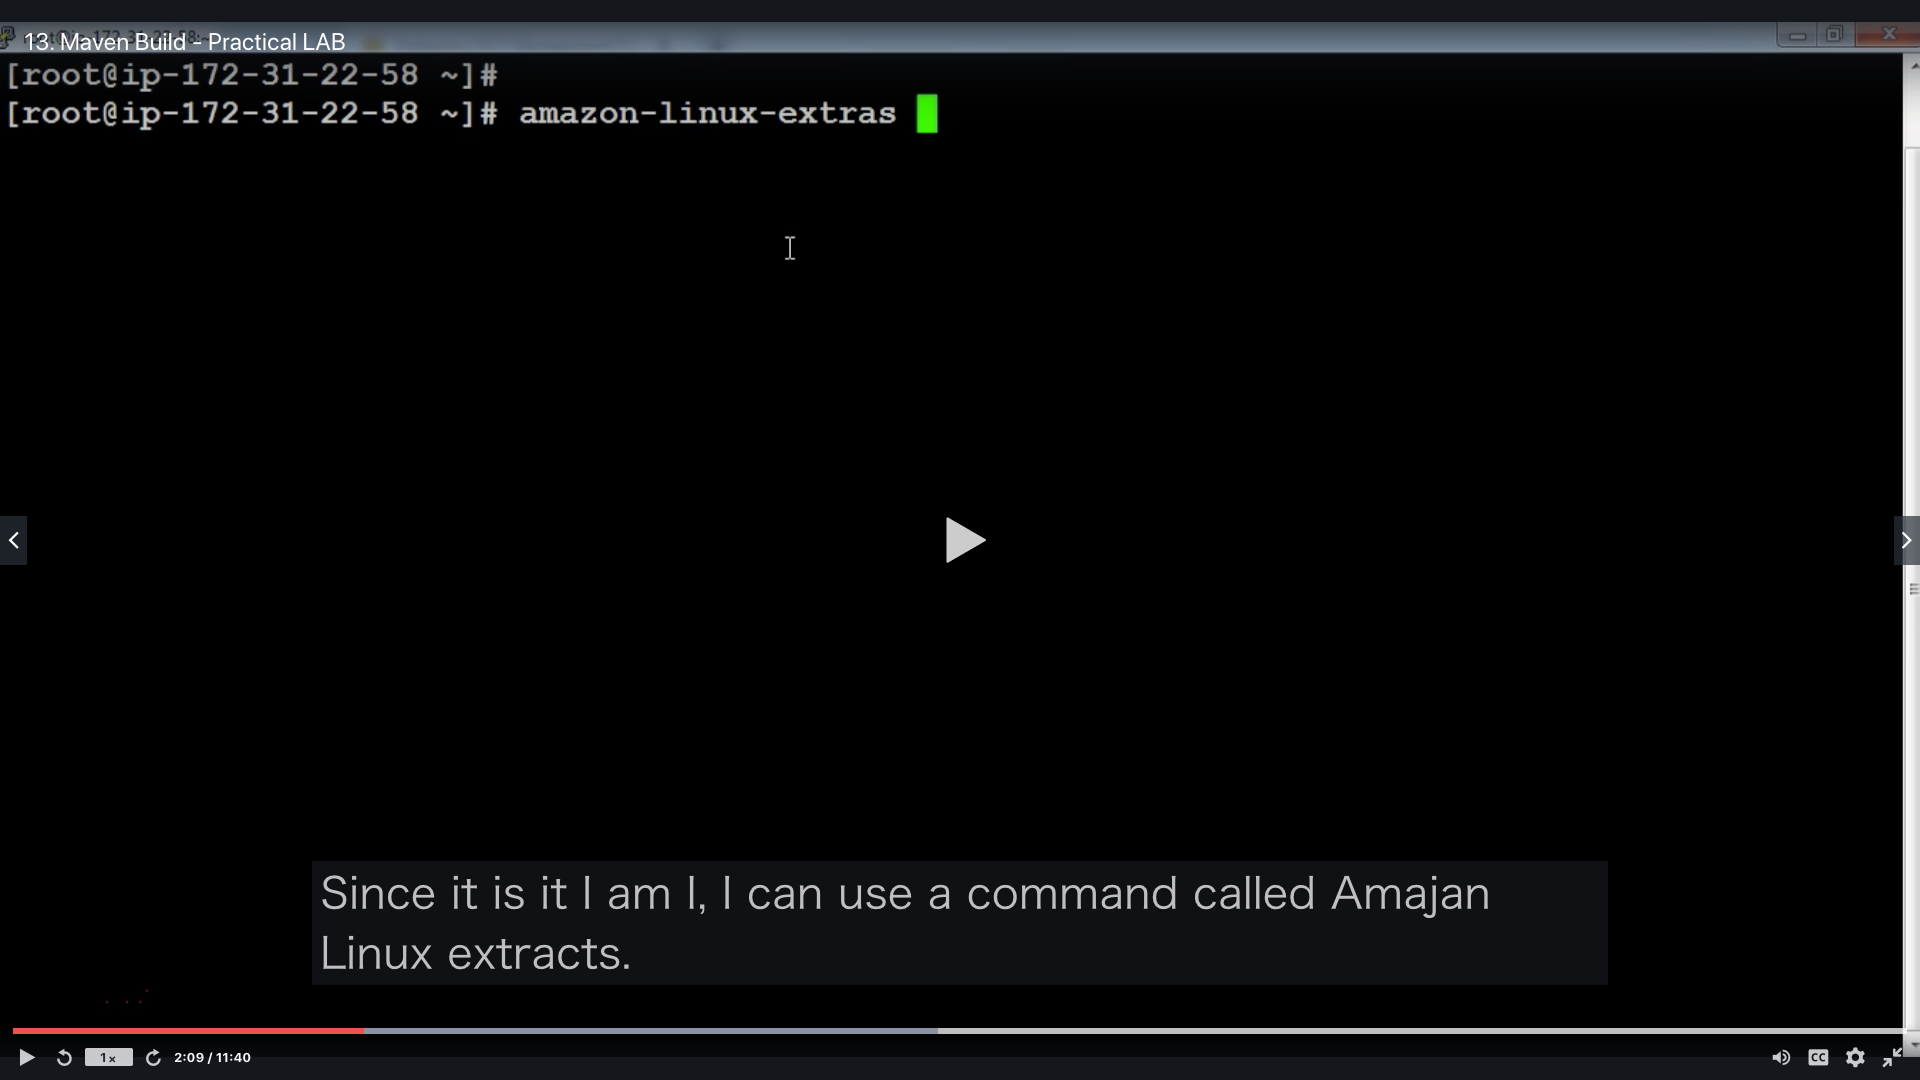 13. Maven Build - Practical LAB
[root@ip-172-31-22-58 ~]#
[root@ip-172-31-22-58 ~]# amazon-linux-extras
Since it is it I am I, I can use a command called Amajan
Linux extracts.
1x
2:09 / 11:40
CC